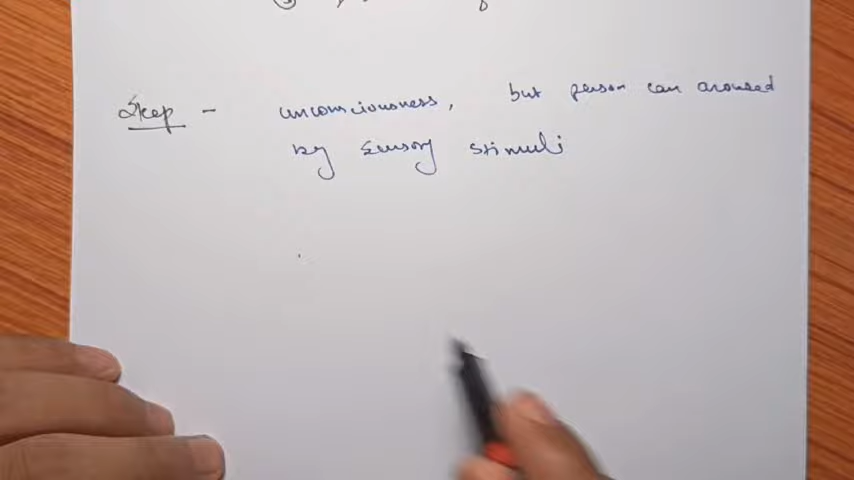 Sleep - unconsciousness, but person can aroused
by sensory stimuli